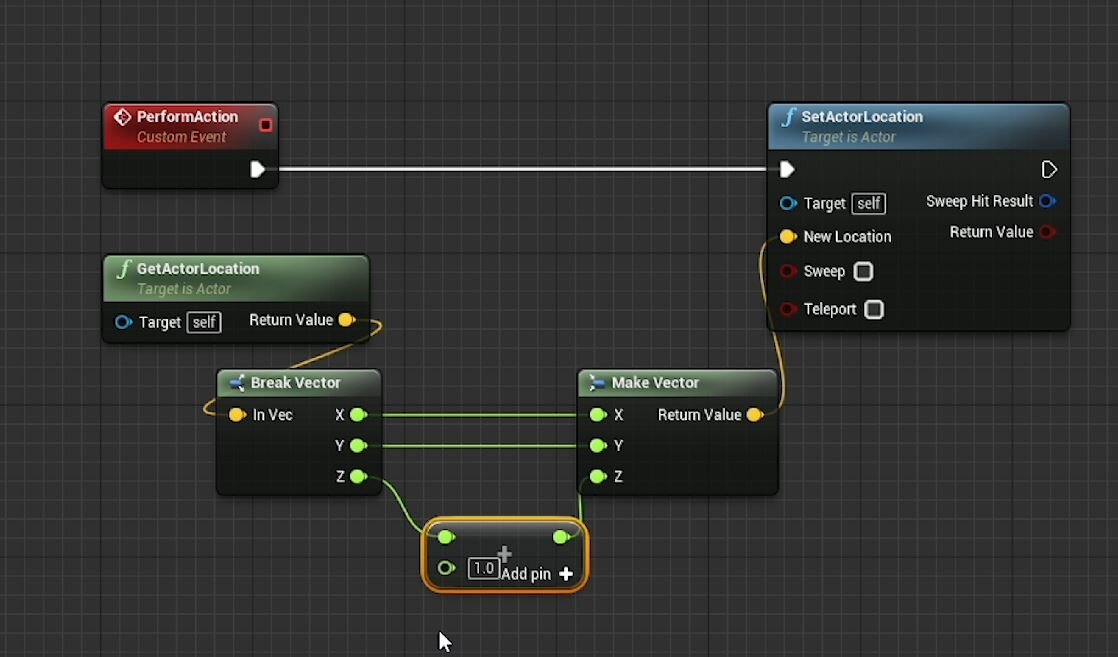 PerformAction
Custom Event
SetActorLocation
Target is Actor
Target self
Sweep Hit Result
New Location
Return Value
Sweep
Teleport
GetActorLocation
Target is Actor
Target self
Return Value
Break Vector
In Vec
X
Y
Z
Make Vector
X
Return Value
Y
Z
1.0
Add pin +